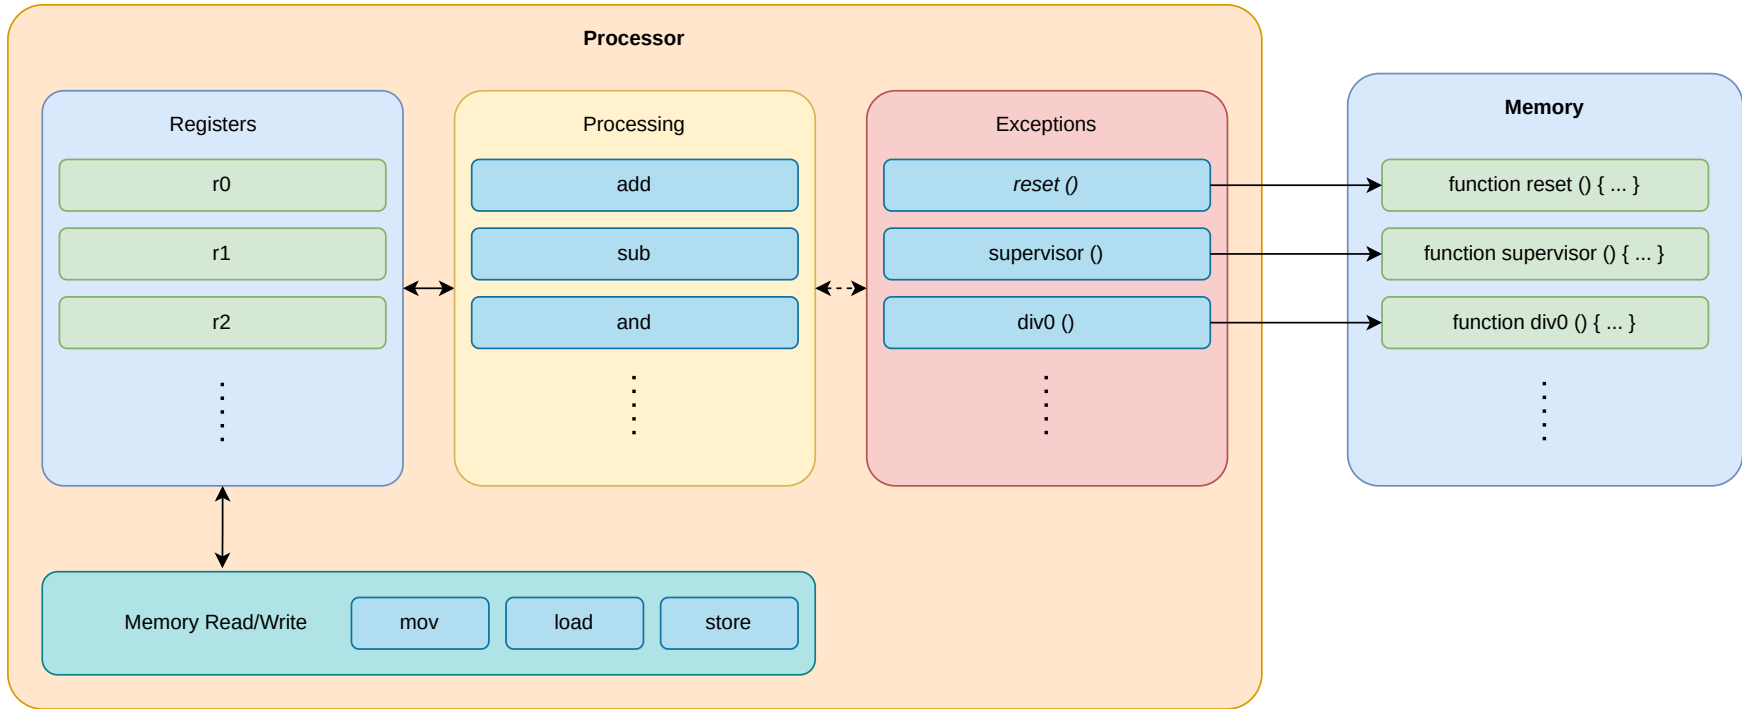 Processor
Registers
r0
r1
r2
Processing
add
sub
and
Exceptions
reset ()
supervisor ()
div0 ()
Memory
function reset () { ... }
function supervisor () { ... }
function div0 () { ... }
Memory Read/Write
mov
load
store